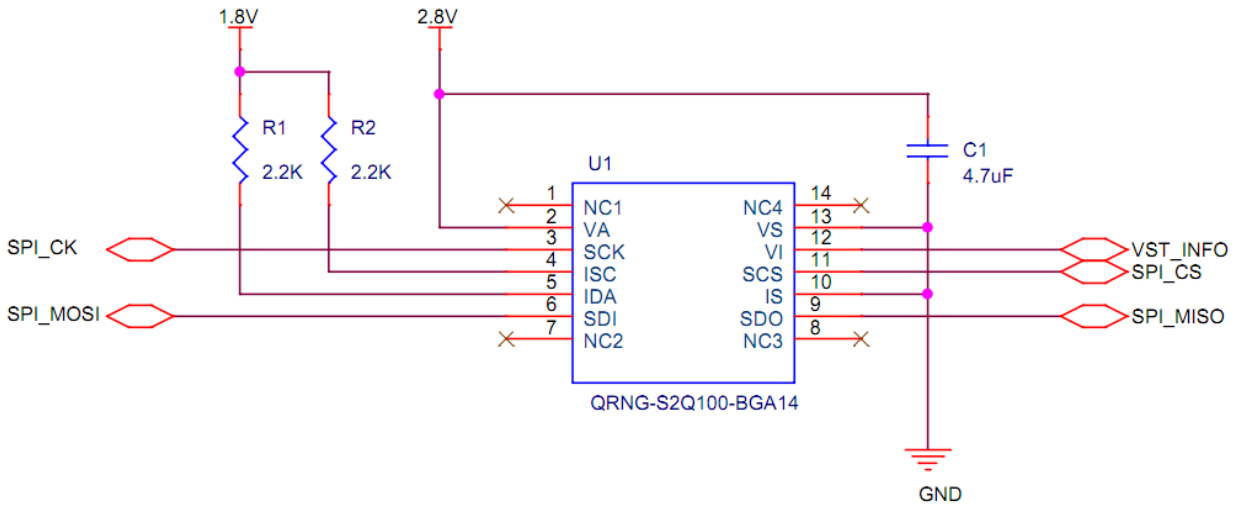 1.8V
2.8V
R1
2.2K
R2
2.2K
C1
4.7uF
U1
1
NC1
2
VA
3
SCK
4
ISC
5
IDA
6
SDI
7
NC2
14
NC4
13
VS
12
VI
11
SCS
10
IS
9
SDO
8
NC3
SPI_CK
SPI_MOSI
VST_INFO
SPI_CS
SPI_MISO
QRNG-S2Q100-BGA14
GND